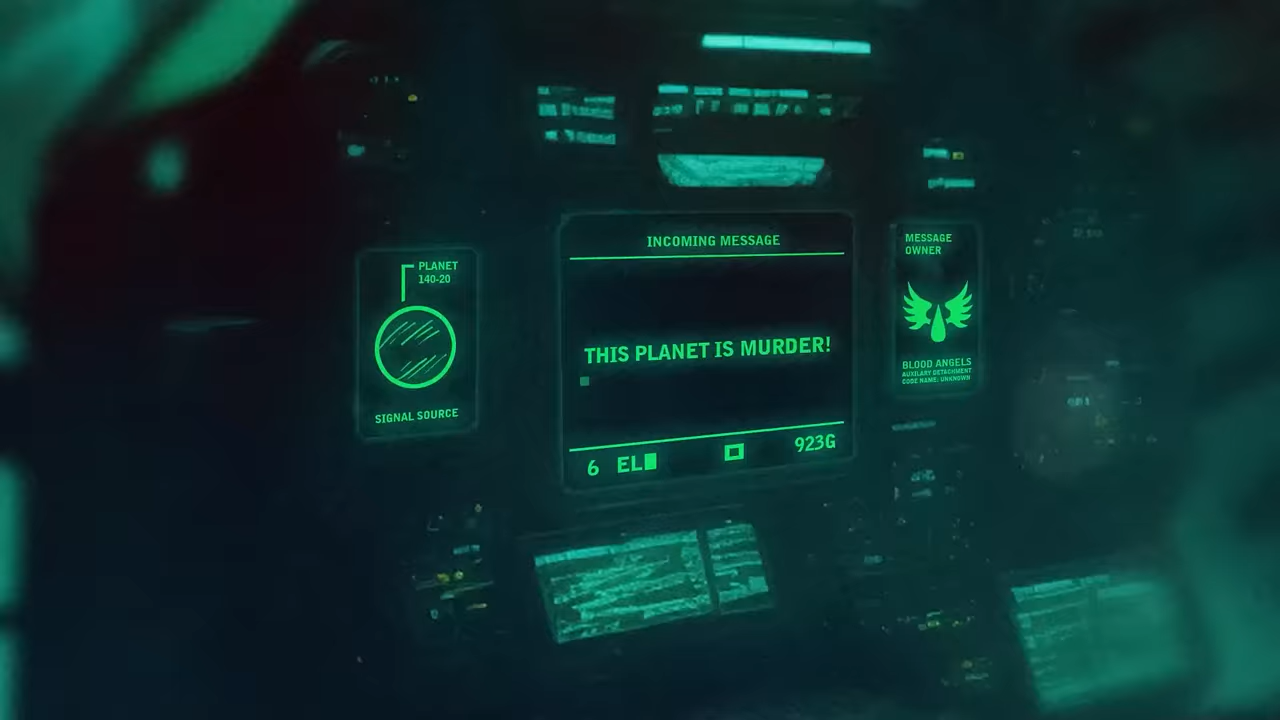 INCOMING MESSAGE
THIS PLANET IS MURDER!
6 EL
923G
PLANET
140-20
SIGNAL SOURCE
MESSAGE
OWNER
BLOOD ANGELS
AUXILARY DETACHMENT
CODE NAME: UNKNOWN